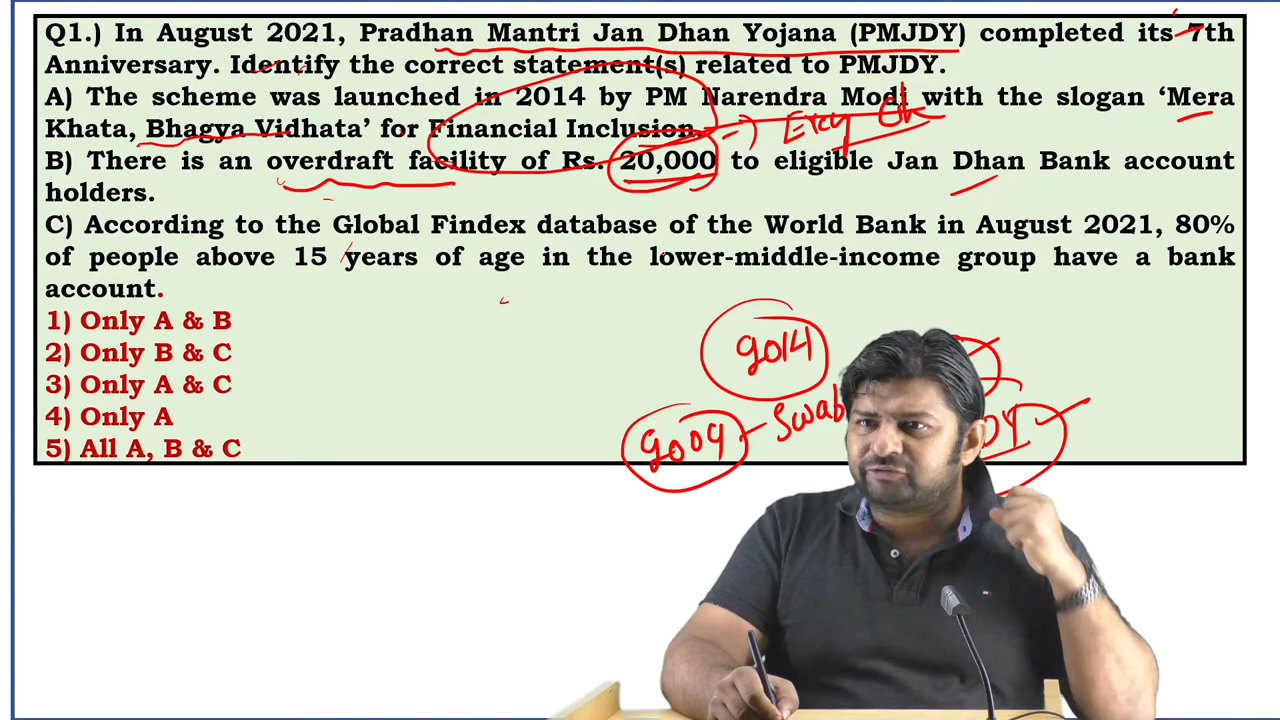 Q1.) In August 2021, Pradhan Mantri Jan Dhan Yojana (PMJDY) completed its 7th
Anniversary. Identify the correct statement(s) related to PMJDY.
A) The scheme was launched in 2014 by PM Narendra Modi with the slogan ‘Mera
Khata, Bhagya Vidhata’ for Financial Inclusion.
B) There is an overdraft facility of Rs. 20,000 to eligible Jan Dhan Bank account
holders.
C) According to the Global Findex database of the World Bank in August 2021, 80%
of people above 15 years of age in the lower-middle-income group have a bank
account.
1) Only A & B
2) Only B & C
3) Only A & C
4) Only A
5) All A, B & C
2014
2009 - Swab